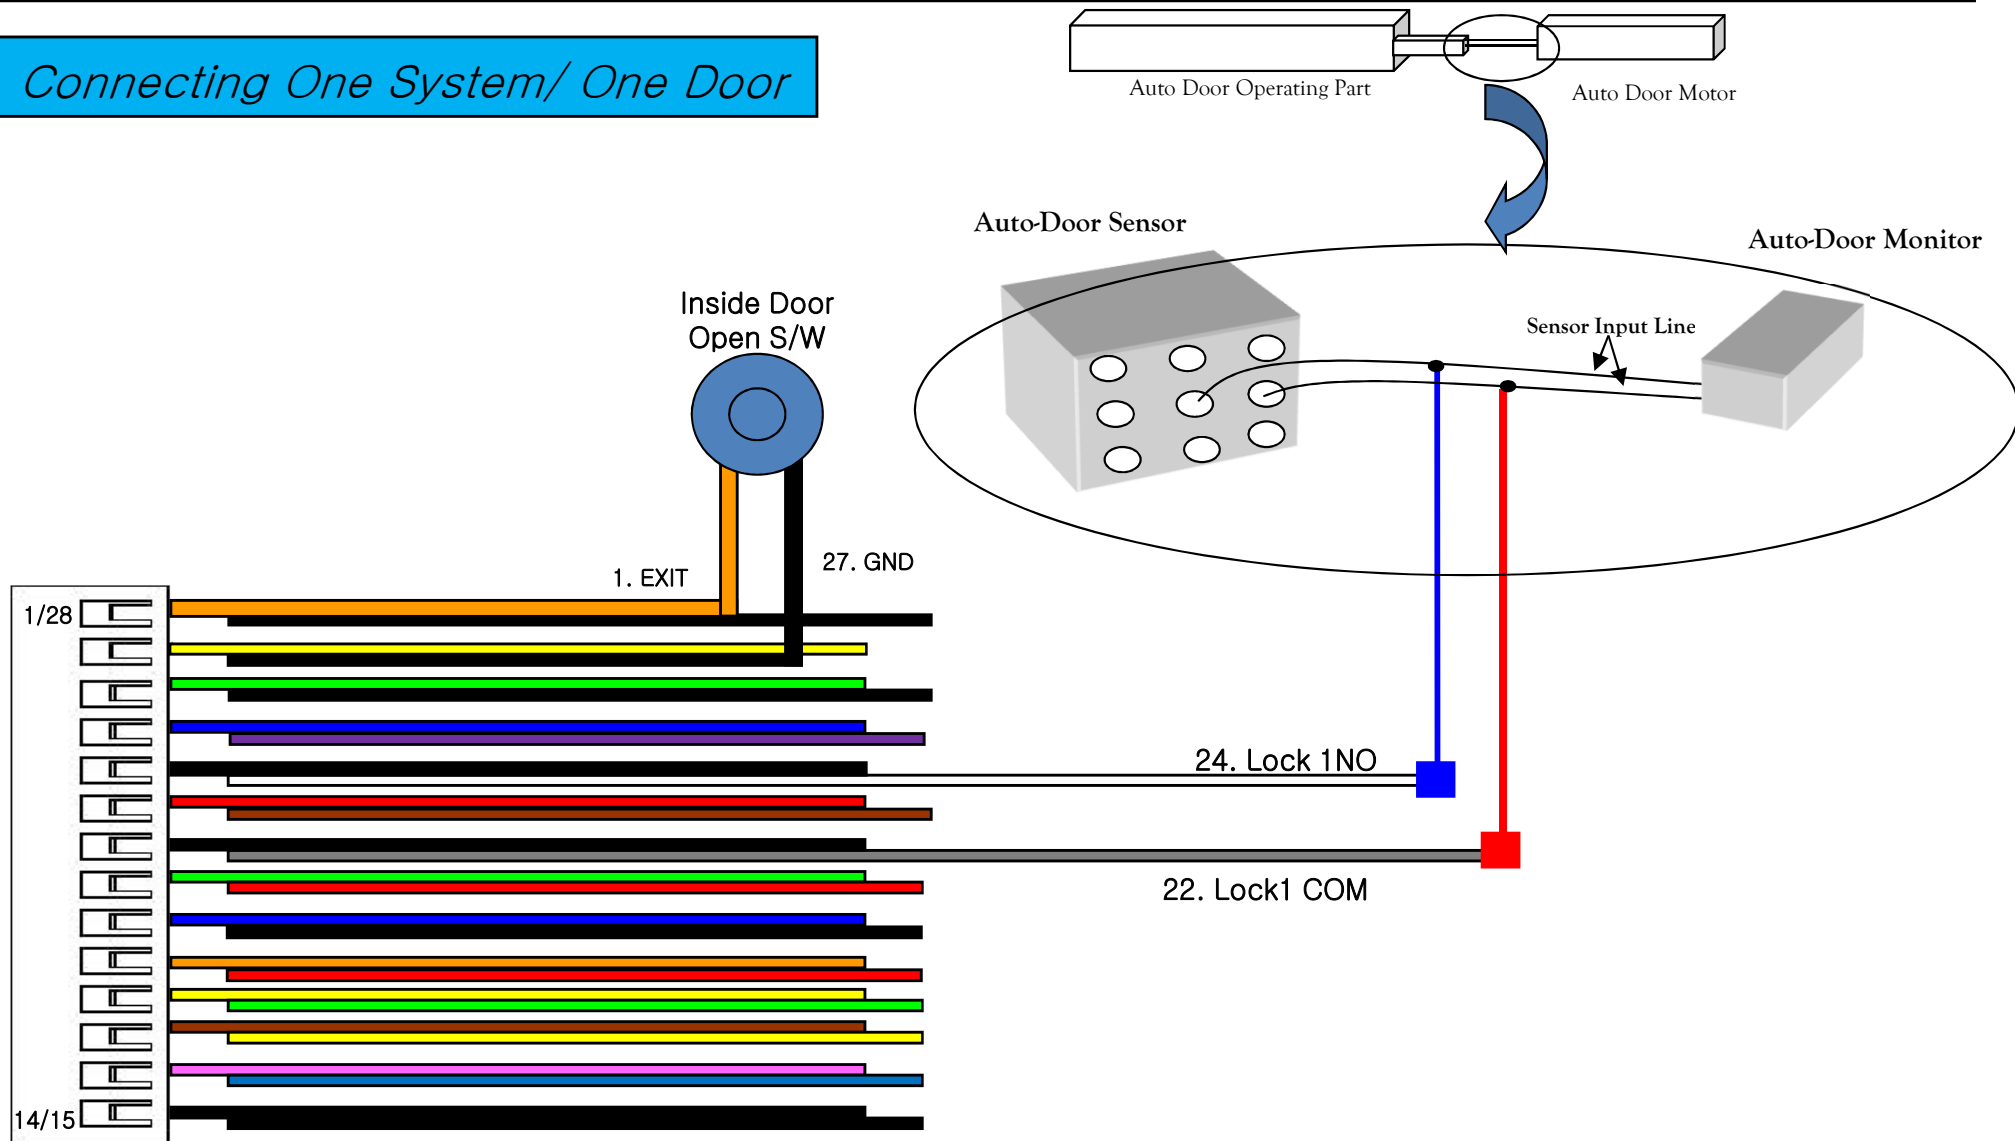 Connecting One System/ One Door
Auto Door Operating Part
Auto Door Motor
Auto-Door Sensor
Auto-Door Monitor
Sensor Input Line
Inside Door
Open S/W
1. EXIT
27. GND
1/28
24. Lock 1NO
22. Lock1 COM
14/15